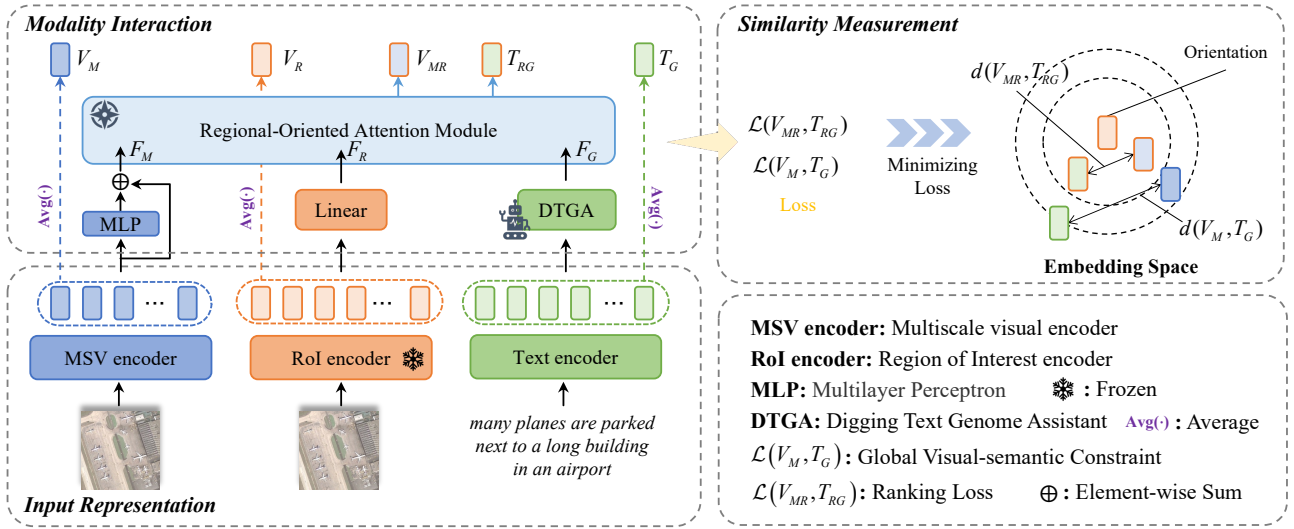 Modality Interaction
V_M
V_R
V_MR
T_RG
T_G
Regional-Oriented Attention Module
F_M
F_R
F_G
Avg(·)
Avg(·)
Avg(·)
MLP
Linear
DTGA
...
...
...
MSV encoder
RoI encoder
Text encoder
many planes are parked
next to a long building
in an airport
Input Representation
Similarity Measurement
Orientation
d(V_MR, T_RG)
ℒ(V_MR, T_RG)
ℒ(V_M, T_G)
Loss
Minimizing
Loss
d(V_M, T_G)
Embedding Space
MSV encoder: Multiscale visual encoder
RoI encoder: Region of Interest encoder
MLP: Multilayer Perceptron : Frozen
DTGA: Digging Text Genome Assistant Avg(·) : Average
ℒ(V_M, T_G) : Global Visual-semantic Constraint
ℒ(V_MR, T_RG) : Ranking Loss ⊕ : Element-wise Sum